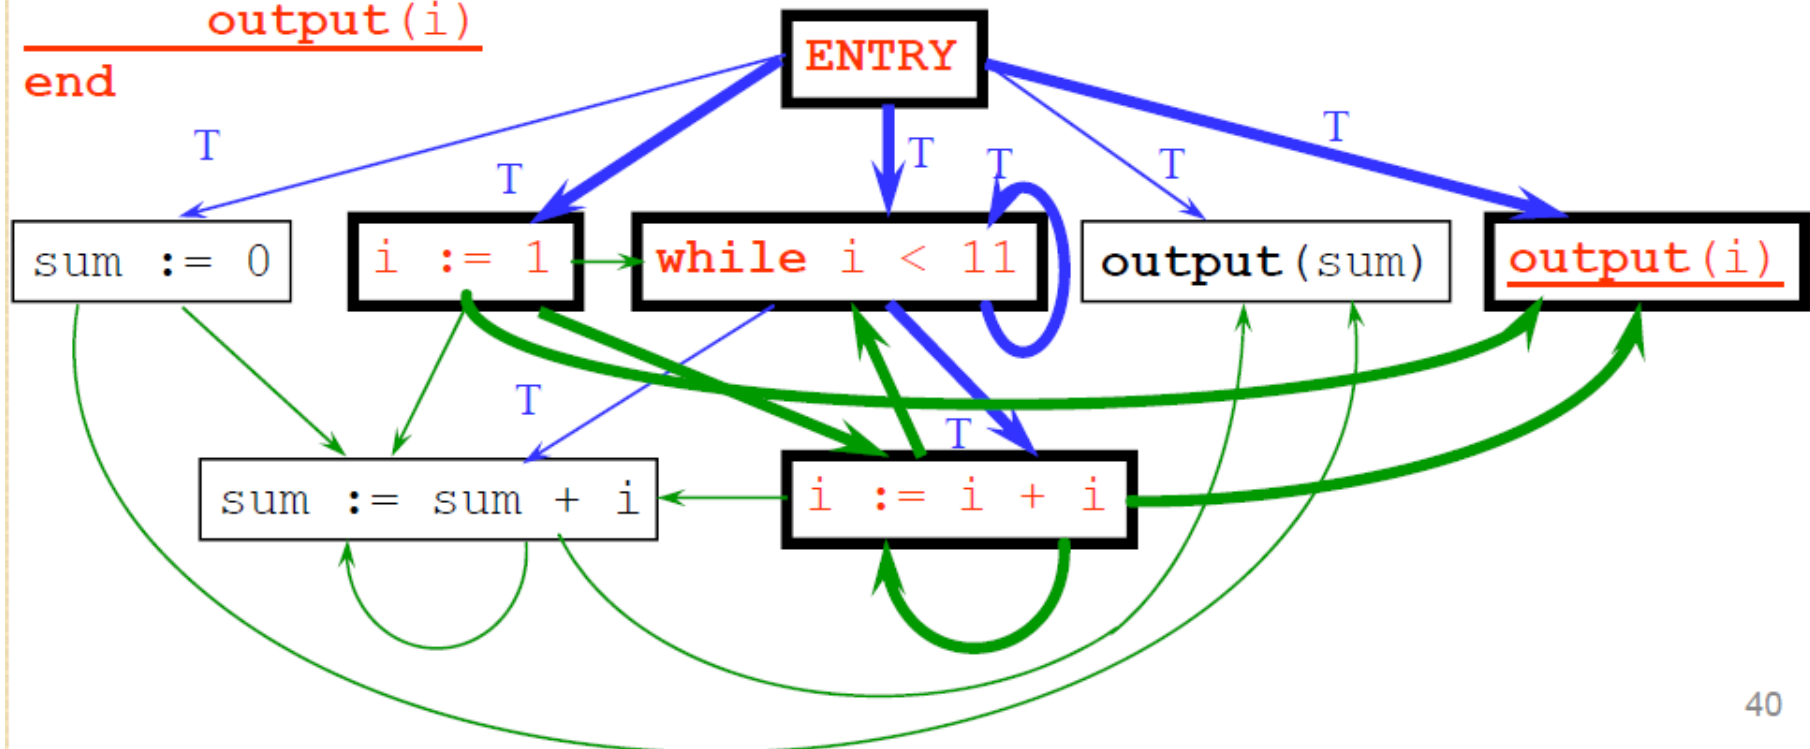 output(i)
end
ENTRY
T
T
T
T
T
T
sum := 0
i := 1
while i < 11
output(sum)
output(i)
T
T
sum := sum + i
i := i + i
40